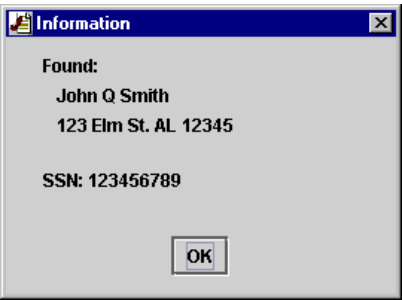 Information
Found:
John Q Smith
123 Elm St. AL 12345
SSN: 123456789
OK